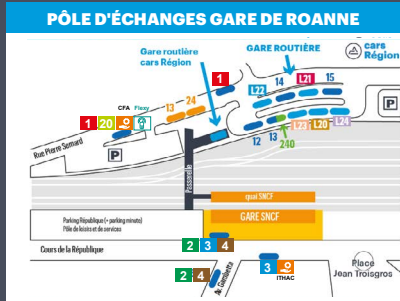 PÔLE D'ÉCHANGES GARE DE ROANNE
Gare routière
cars Région
GARE ROUTIÈRE
cars
Région
1
L22
14
L21
15
CFA
Flexy
1
20
13
24
P
P
12
13
240
L23
L20
L24
Rue Pierre Semard
Passerelle
quai SNCF
GARE SNCF
Parking République (+ parking minute)
Pôle de loisirs et de services
2
3
4
Cours de la République
2
4
Av. Gambetta
3
ITHAC
Place
Jean Troisgros